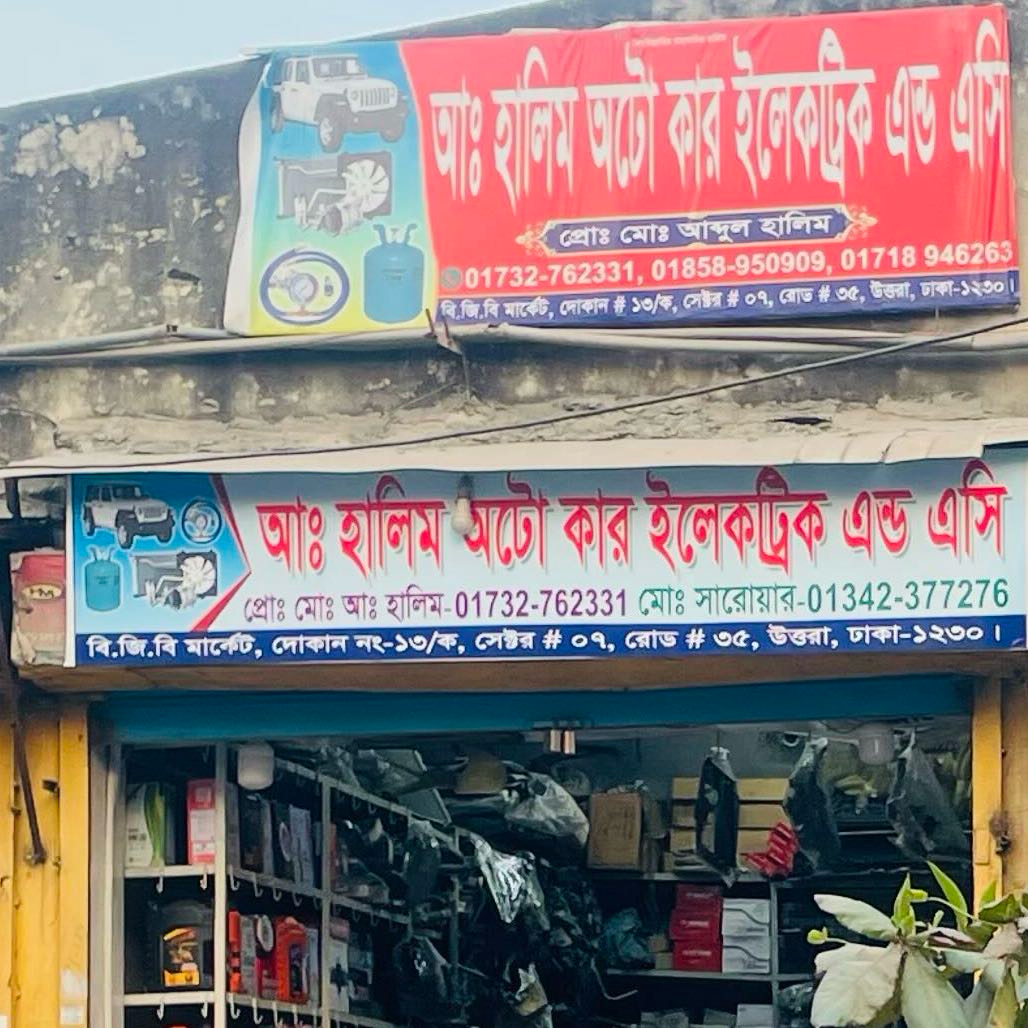 আঃ হালিম অটো কার ইলেকট্রিক এন্ড এসি
প্রোঃ মোঃ আব্দুল হালিম
01732-762331, 01858-950909, 01718 946263
বি.জি.বি মার্কেট, দোকান # ১৩/ক, সেক্টর # ০৭, রোড # ৩৫, উত্তরা, ঢাকা-১২৩০।
আঃ হালিম অটো কার ইলেকট্রিক এন্ড এসি
প্রোঃ মোঃ আঃ হালিম-01732-762331 মোঃ সারোয়ার-01342-377276
বি.জি.বি মার্কেট, দোকান নং-১৩/ক, সেক্টর # ০৭, রোড # ৩৫, উত্তরা, ঢাকা-১২৩০।